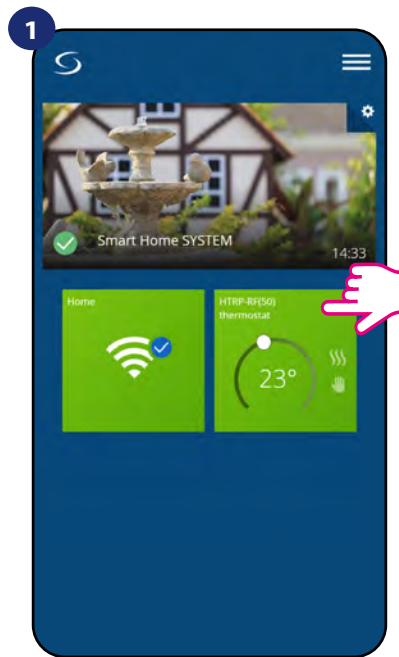 1
Smart Home SYSTEM
14:33
Home
HTRP-RF(50)
thermostat
23°